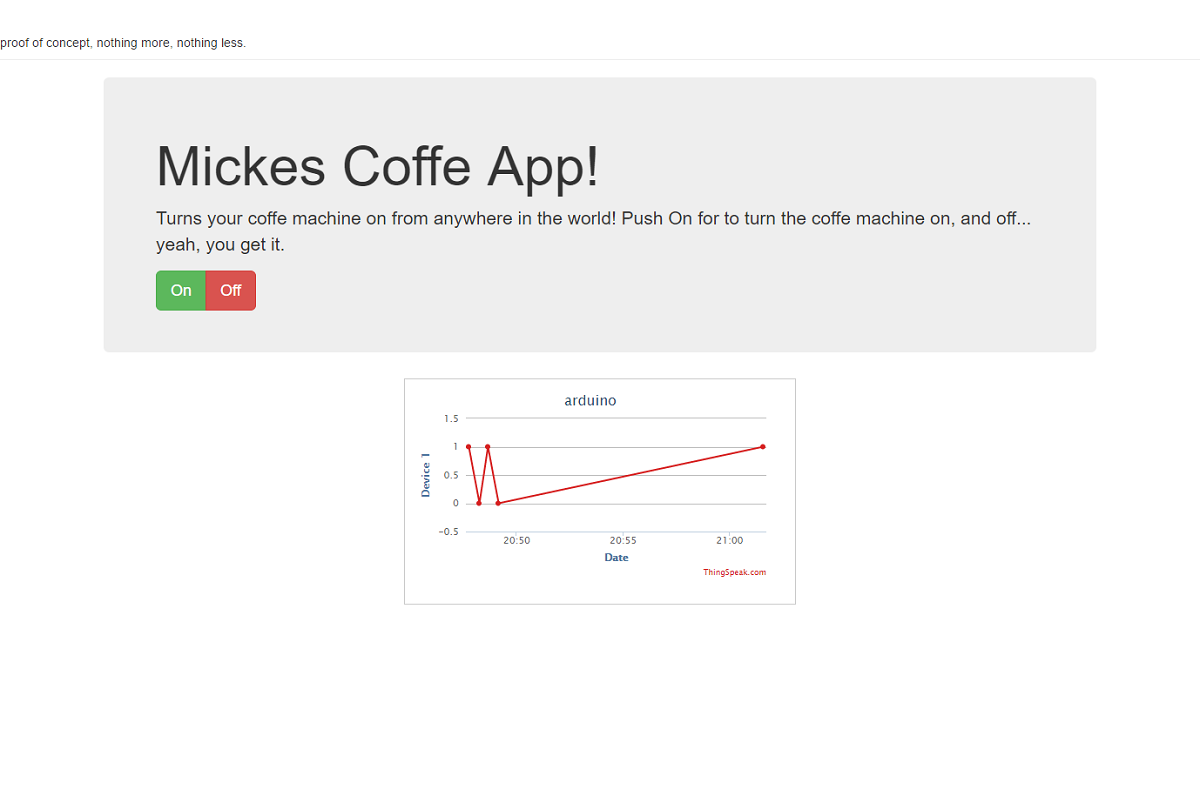 proof of concept, nothing more, nothing less.
Mickes Coffe App!
Turns your coffe machine on from anywhere in the world! Push On for to turn the coffe machine on, and off...
yeah, you get it.
On Off
arduino
1.5
1
0.5
0
-0.5
Device 1
20:50 20:55 21:00
Date
ThingSpeak.com